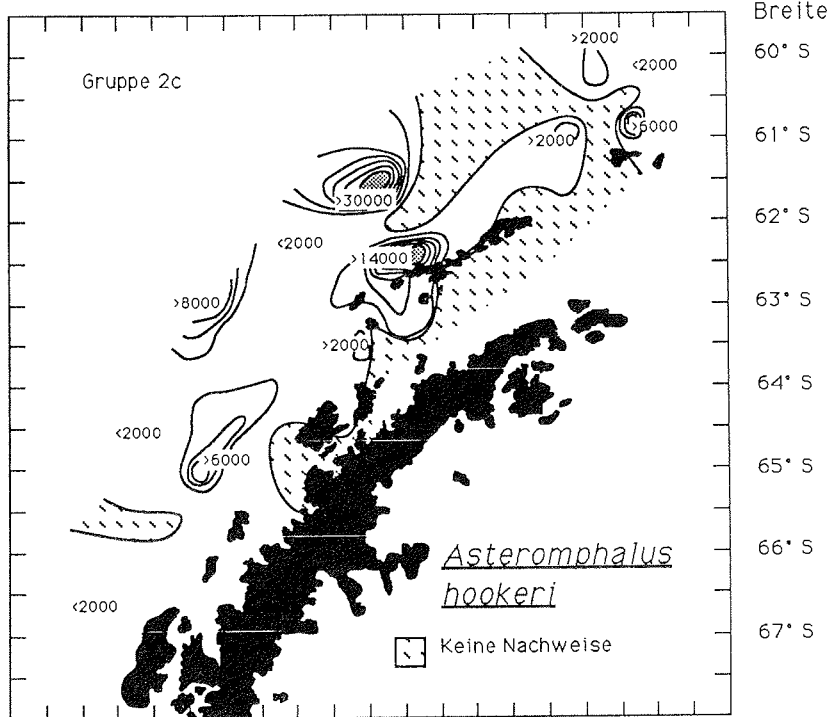 Breite
>2000
60° S
<2000
Gruppe 2c
>6000
61° S
>2000
>30000
62° S
<2000
>14000
>8000
63° S
>2000
64° S
<2000
>6000
65° S
66° S
Asteromphalus
hookeri
<2000
67° S
Keine Nachweise